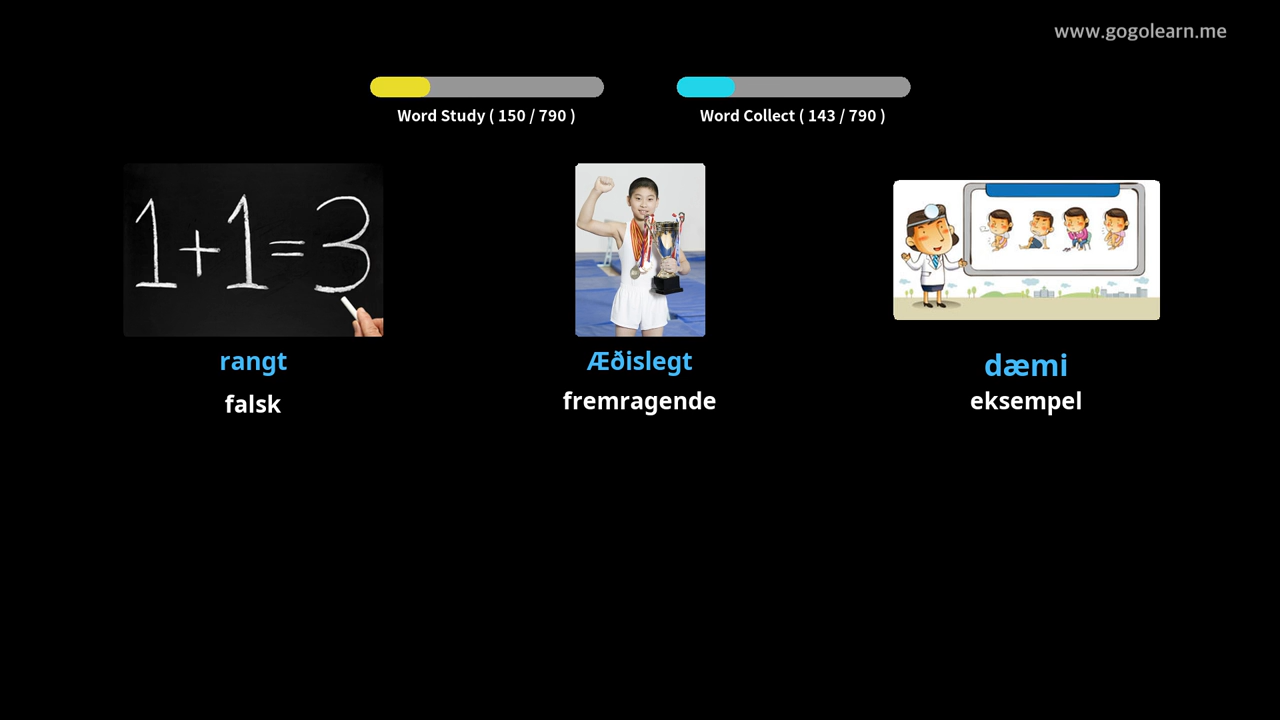 www.gogolearn.me
Word Study ( 150 / 790 )
Word Collect ( 143 / 790 )
1+1=3
rangt
Æðislegt
dæmi
falsk
fremragende
eksempel